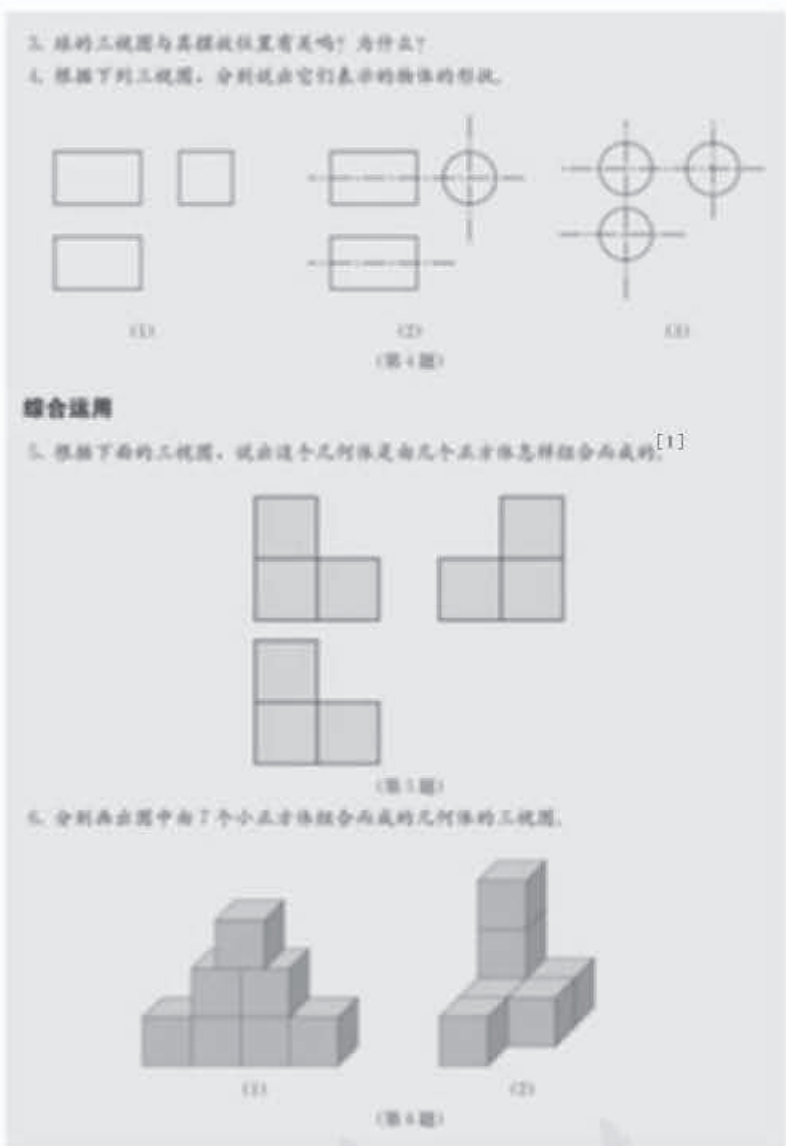 3. 球的三视图与其摆放位置有关吗？为什么？
4. 根据下列三视图，分别说出它们表示的物体的形状.
(1) (2) (3)
(第4题)
综合运用
5. 根据下面的三视图，说出这个几何体是由几个正方体怎样组合而成的.[1]
(第5题)
6. 分别画出图中由7个小正方体组合而成的几何体的三视图.
(1) (2)
(第6题)